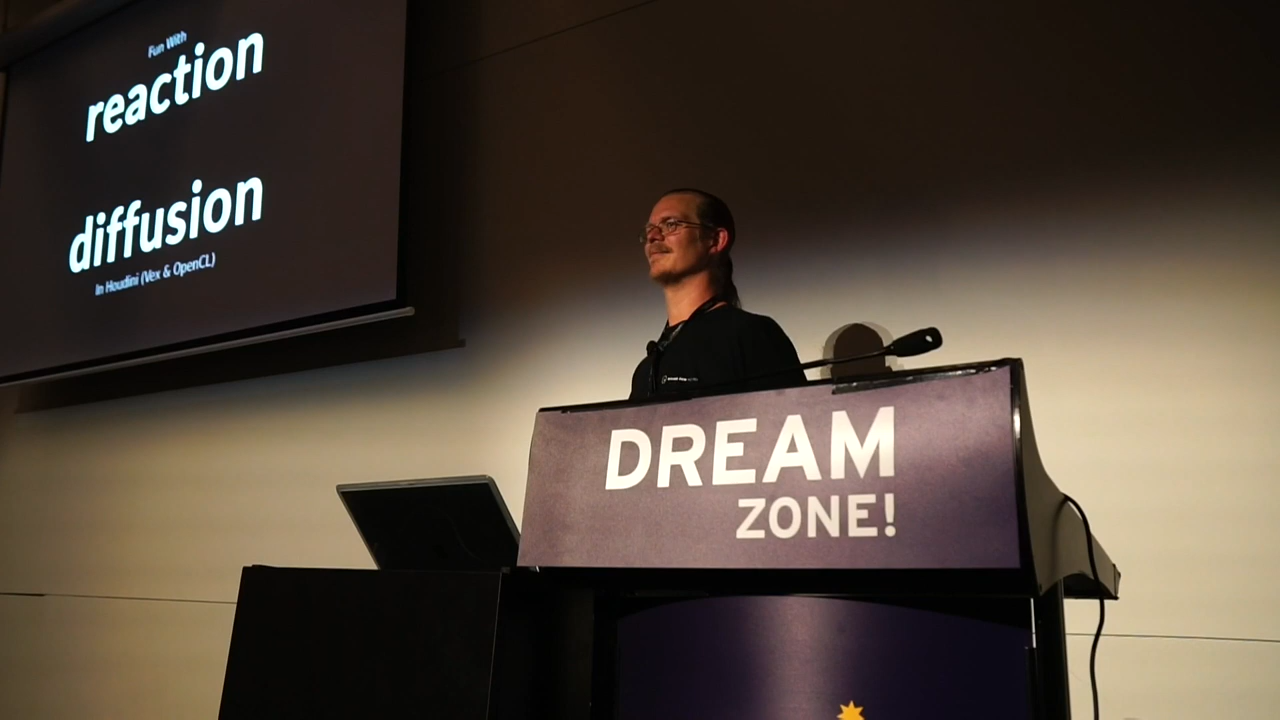 Fun With
reaction
diffusion
In Houdini (Vex & OpenCL)
DREAM
ZONE!